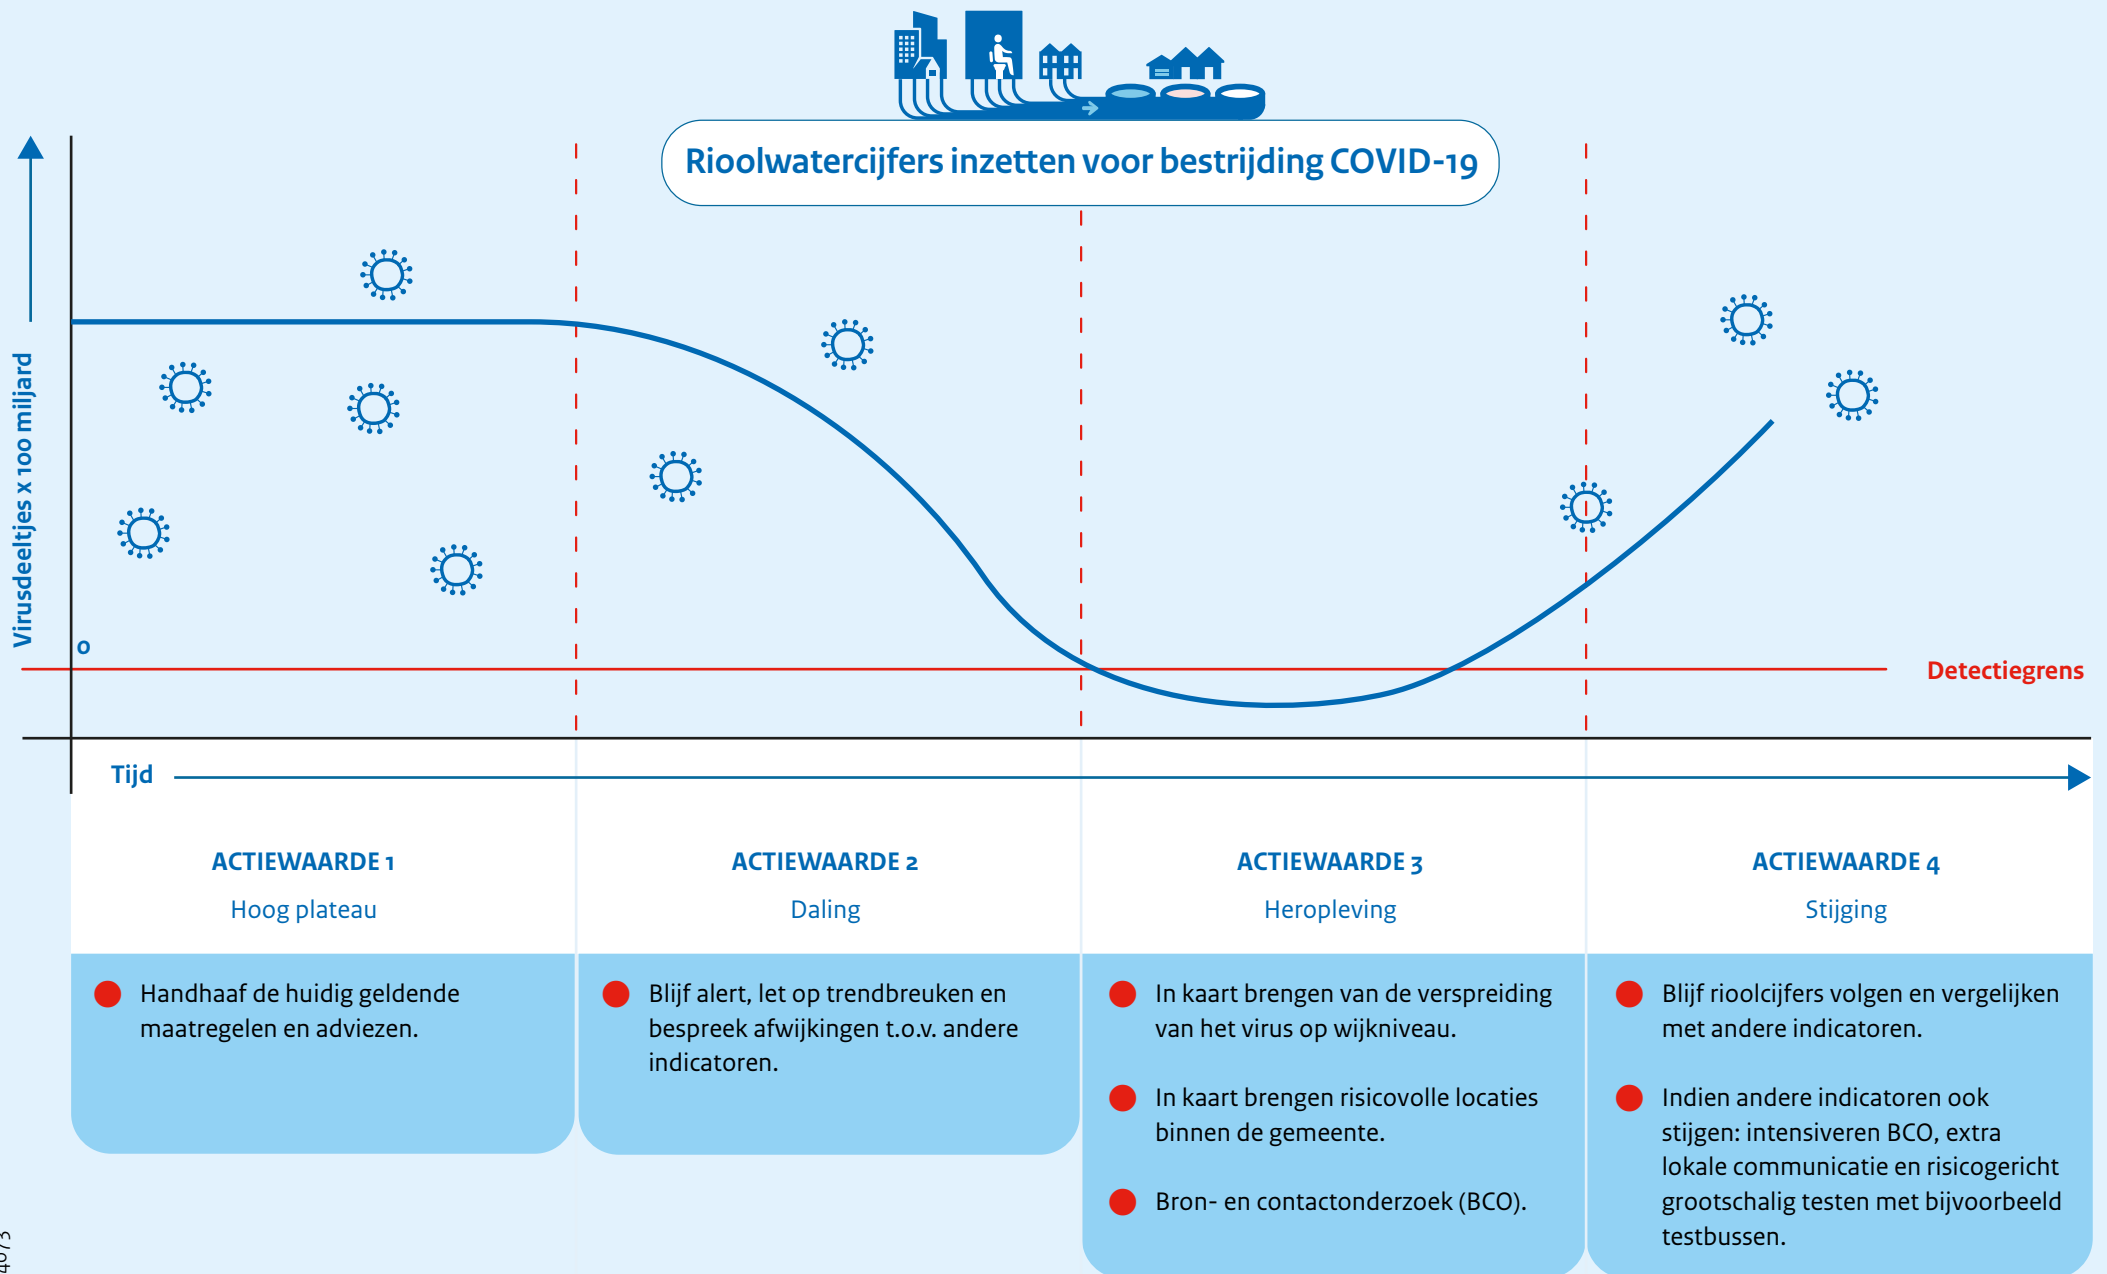 Rioolwatercijfers inzetten voor bestrijding COVID-19
Virusdeeltjes x 100 miljard
0
Detectiegrens
Tijd
ACTIEWAARDE 1
Hoog plateau
Handhaaf de huidig geldende
maatregelen en adviezen.
ACTIEWAARDE 2
Daling
Blijf alert, let op trendbreuken en
bespreek afwijkingen t.o.v. andere
indicatoren.
ACTIEWAARDE 3
Heropleving
In kaart brengen van de verspreiding
van het virus op wijkniveau.
In kaart brengen risicovolle locaties
binnen de gemeente.
Bron- en contactonderzoek (BCO).
ACTIEWAARDE 4
Stijging
Blijf rioolcijfers volgen en vergelijken
met andere indicatoren.
Indien andere indicatoren ook
stijgen: intensiveren BCO, extra
lokale communicatie en risicogericht
grootschalig testen met bijvoorbeeld
testbussen.